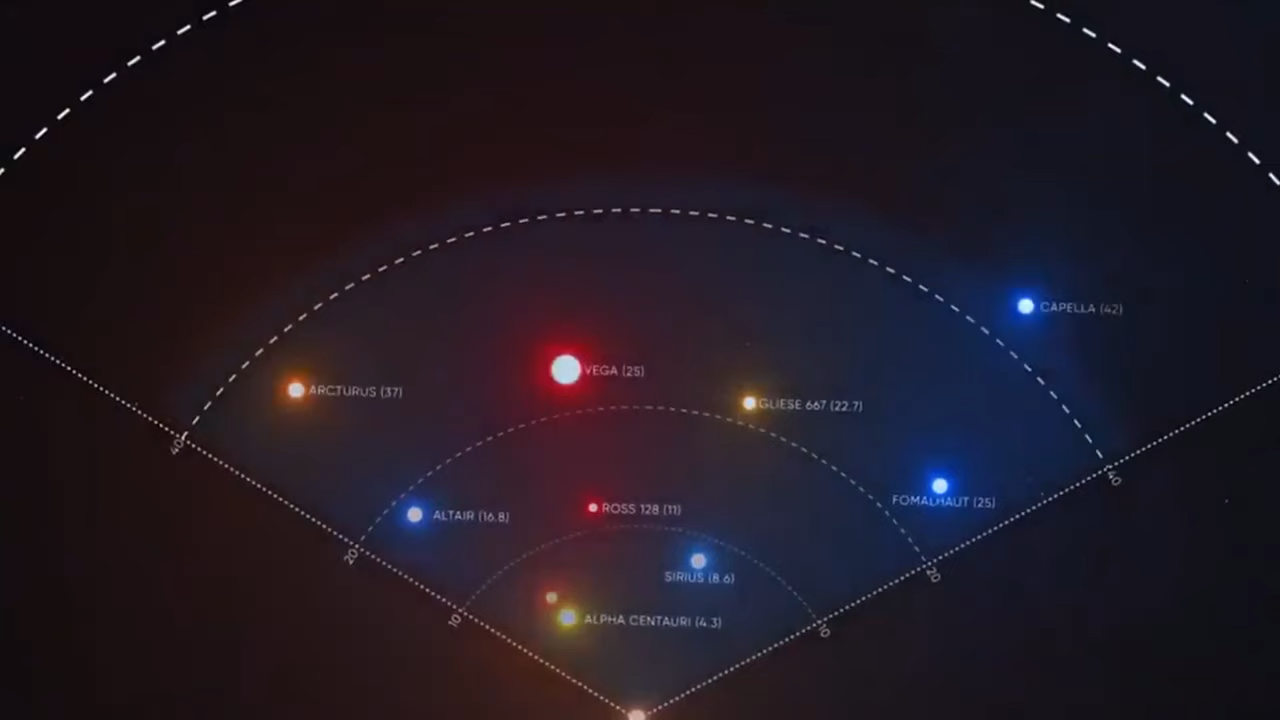 CAPELLA (42)
VEGA (25)
ARCTURUS (37)
GLIESE 667 (22.7)
40
40
FOMALHAUT (25)
ROSS 128 (11)
ALTAIR (16.8)
20
20
SIRIUS (8.6)
ALPHA CENTAURI (4.3)
10
10